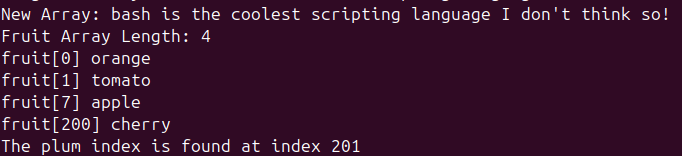 New Array: bash is the coolest scripting language I don't think so!
Fruit Array Length: 4
fruit[0] orange
fruit[1] tomato
fruit[7] apple
fruit[200] cherry
The plum index is found at index 201